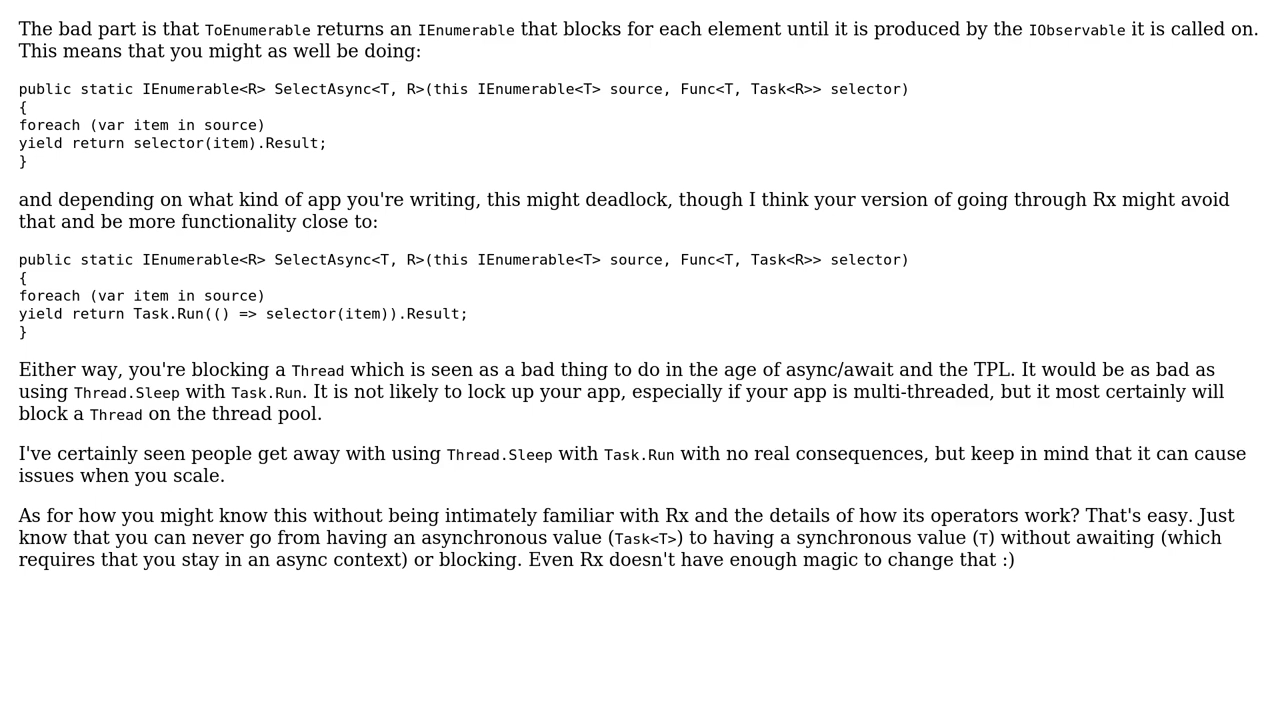 The bad part is that ToEnumerable returns an IEnumerable that blocks for each element until it is produced by the IObservable it is called on.
This means that you might as well be doing:
public static IEnumerable<R> SelectAsync<T, R>(this IEnumerable<T> source, Func<T, Task<R>> selector)
{
foreach (var item in source)
yield return selector(item).Result;
}
and depending on what kind of app you're writing, this might deadlock, though I think your version of going through Rx might avoid
that and be more functionality close to:
public static IEnumerable<R> SelectAsync<T, R>(this IEnumerable<T> source, Func<T, Task<R>> selector)
{
foreach (var item in source)
yield return Task.Run(() => selector(item)).Result;
}
Either way, you're blocking a Thread which is seen as a bad thing to do in the age of async/await and the TPL. It would be as bad as
using Thread.Sleep with Task.Run. It is not likely to lock up your app, especially if your app is multi-threaded, but it most certainly will
block a Thread on the thread pool.
I've certainly seen people get away with using Thread.Sleep with Task.Run with no real consequences, but keep in mind that it can cause
issues when you scale.
As for how you might know this without being intimately familiar with Rx and the details of how its operators work? That's easy. Just
know that you can never go from having an asynchronous value (Task<T>) to having a synchronous value (T) without awaiting (which
requires that you stay in an async context) or blocking. Even Rx doesn't have enough magic to change that :)